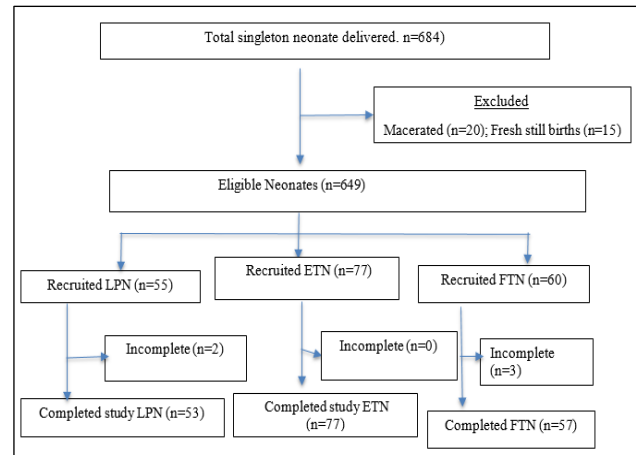 Total singleton neonate delivered. n=684)
Excluded
Macerated (n=20); Fresh still births (n=15)
Eligible Neonates (n=649)
Recruited LPN (n=55)
Recruited ETN (n=77)
Recruited FTN (n=60)
Incomplete (n=2)
Incomplete (n=0)
Incomplete
(n=3)
Completed study LPN (n=53)
Completed study ETN
(n=77)
Completed FTN (n=57)